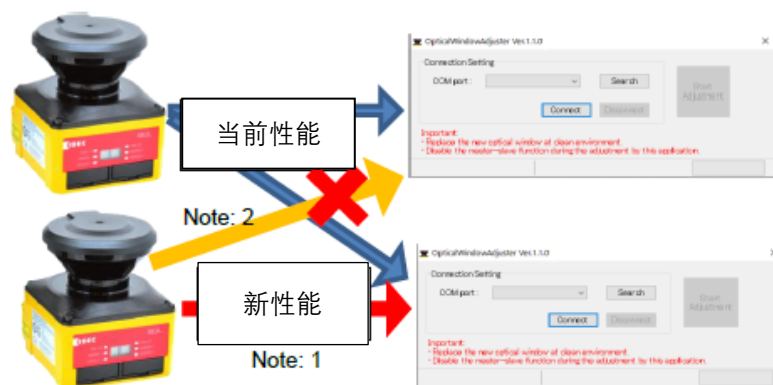 OpticalWindowAdjuster Ver.1.1.0
Connection Setting
COM port :
Search
Start
Adjustment
Connect
Disconnect
Important:
- Replace the new optical window at clean environment.
- Disable the master-slave function during the adjustment by this application.
当前性能
Note: 2
IDEC
OpticalWindowAdjuster Ver.1.1.0
Connection Setting
COM port :
Search
Start
Adjustment
Connect
Disconnect
Important:
- Replace the new optical window at clean environment.
- Disable the master-slave function during the adjustment by this application.
新性能
Note: 1
IDEC